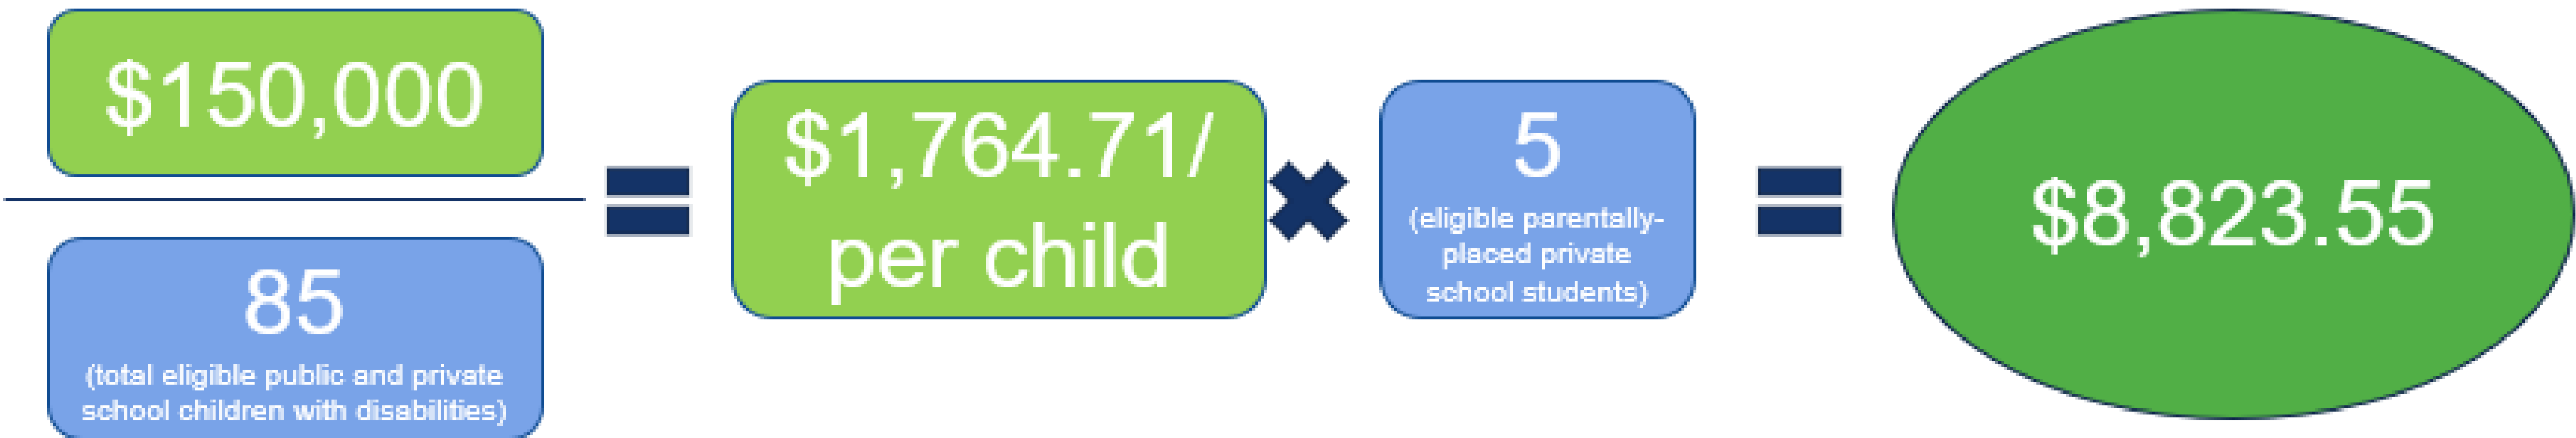 $150,000
85
(total eligible public and private
school children with disabilities)
=
$1,764.71/
per child
✖
5
(eligible parentally-
placed private
school students)
=
$8,823.55